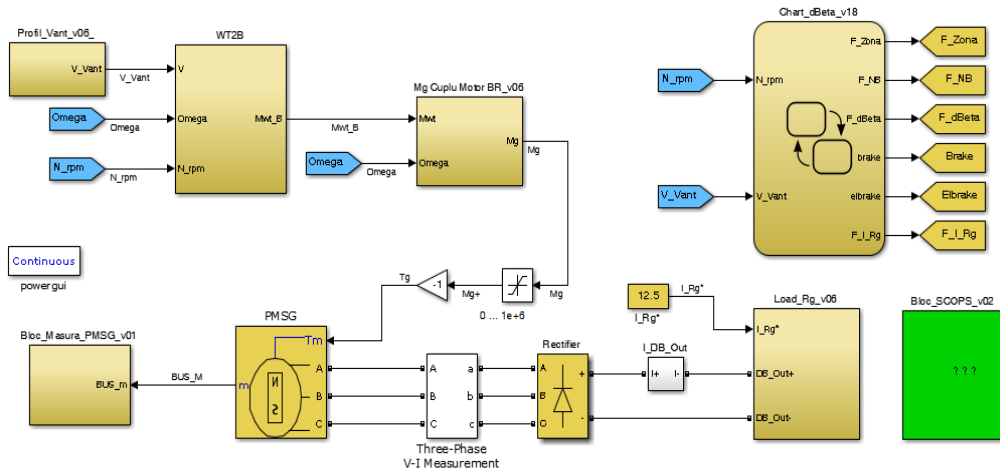 Profil_Vant_v06_
V_Vant
V_Vant
Omega
Omega
N_rpm
N_rpm
WT2B
V
Omega
N_rpm
Mwt_B
Mwt_B
Mg Cuplu Motor BR_v06
Mwt
Omega
Mg
Mg
Omega
Omega
Chart_dBeta_v18
N_rpm
N_rpm
V_Vant
V_Vant
F_Zona
F_NB
F_dBeta
brake
elbrake
F_I_Rg
F_Zona
F_NB
F_dBeta
Brake
Elbrake
F_I_Rg
Continuous
powergui
Tg
-1
Mg+
Mg
0 ... 1e+6
Bloc_Masura_PMSG_v01
BUS_m
BUS_M
PMSG
Tm
m
N
S
A
B
C
A
B
C
a
b
c
Three-Phase
V-I Measurement
Rectifier
A
B
C
+
-
I_DB_Out
I+
I-
12.5
I_Rg*
I_Rg*
Load_Rg_v06
I_Rg*
DB_Out+
DB_Out-
Bloc_SCOPS_v02
? ? ?